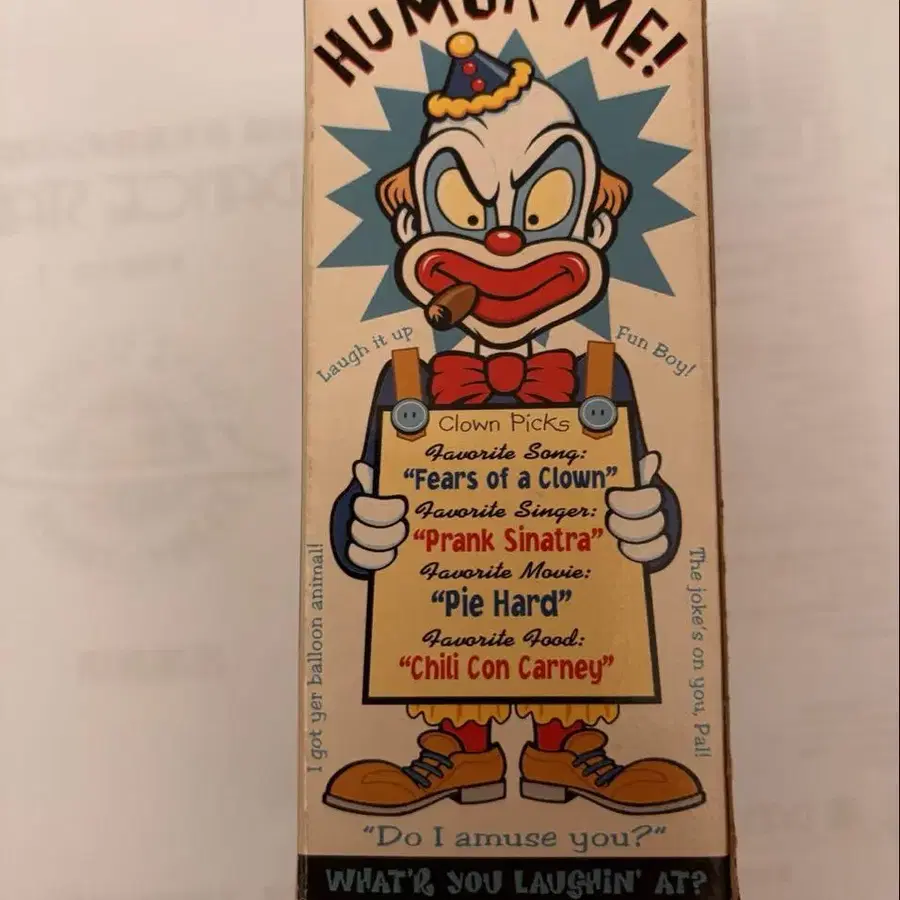 HUMOR ME!
Laugh it up
Fun Boy!
Clown Picks
Favorite Song:
“Fears of a Clown”
Favorite Singer:
“Prank Sinatra”
Favorite Movie:
“Pie Hard”
Favorite Food:
“Chili Con Carney”
I got yer balloon animal!
The joke's on you, Pal!
“Do I amuse you?”
WHAT'R YOU LAUGHIN' AT?